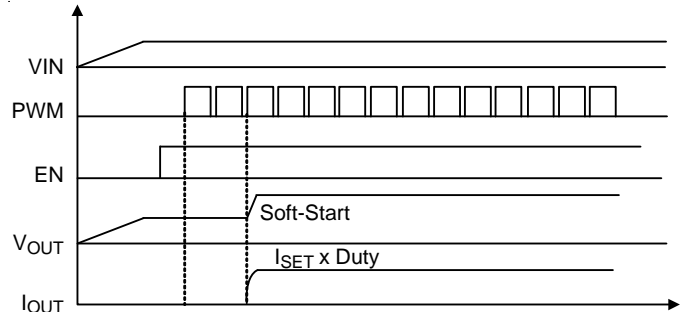 VIN
PWM
EN
Soft-Start
VOUT
ISET x Duty
IOUT